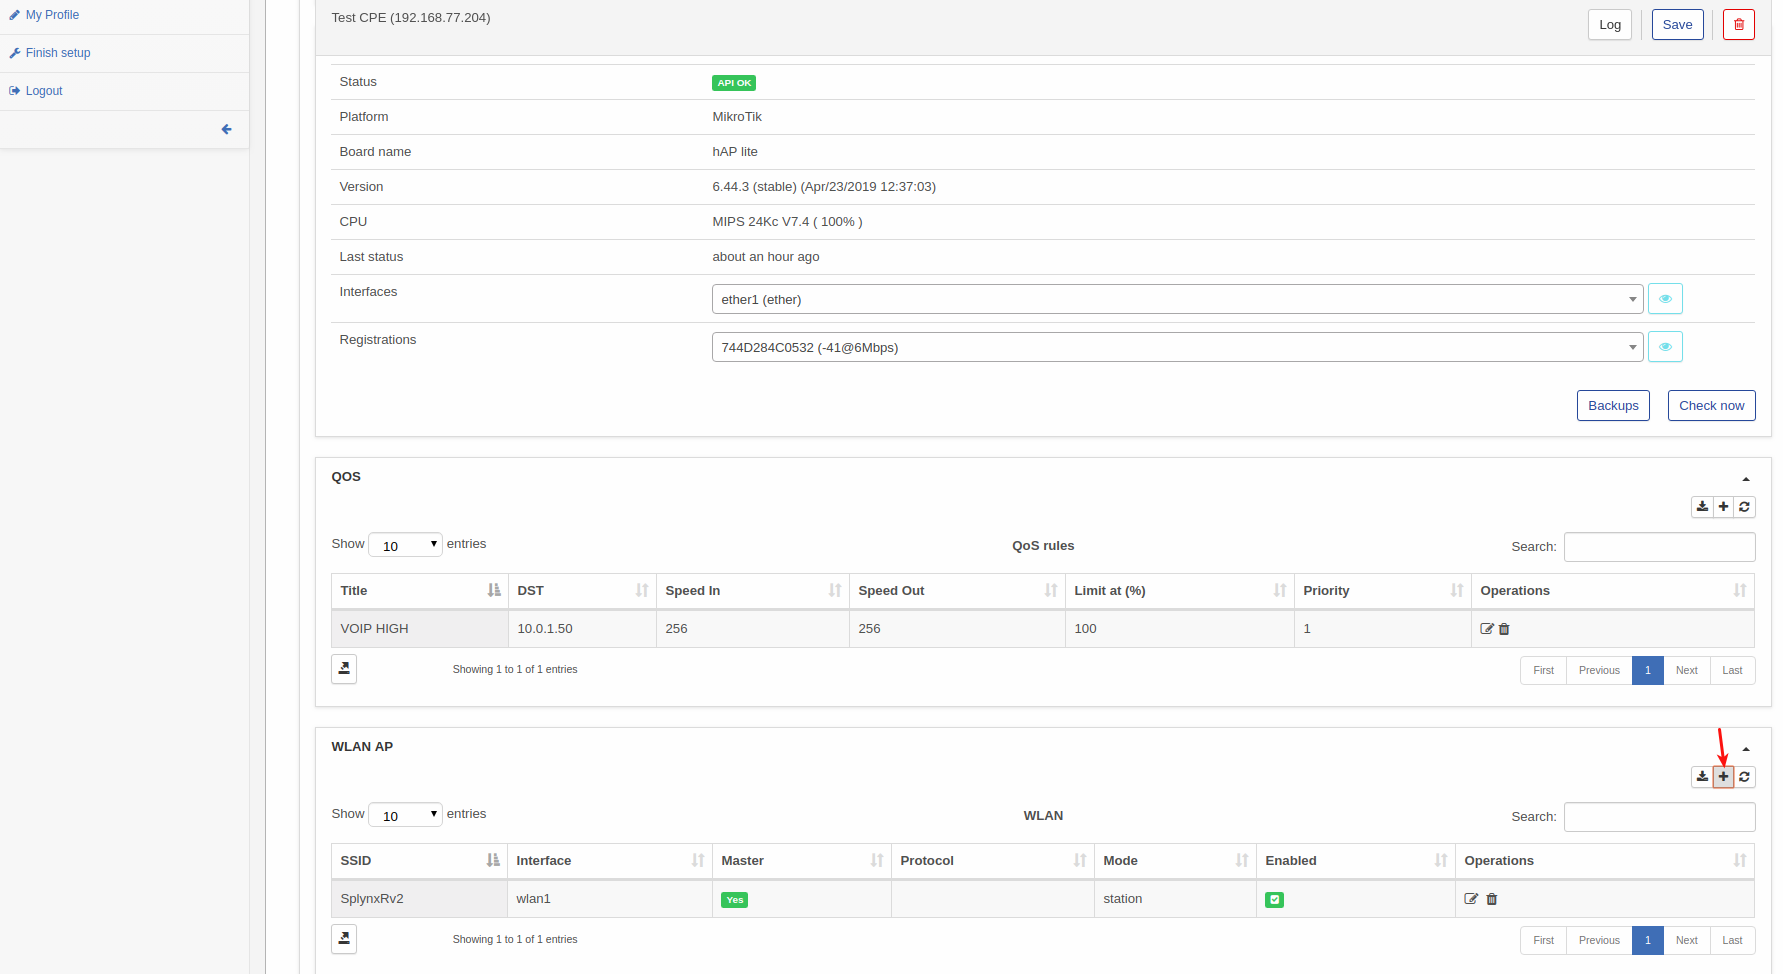 My Profile
Finish setup
Logout
Test CPE (192.168.77.204)
Log
Save
Status API OK
Platform MikroTik
Board name hAP lite
Version 6.44.3 (stable) (Apr/23/2019 12:37:03)
CPU MIPS 24Kc V7.4 ( 100% )
Last status about an hour ago
Interfaces ether1 (ether)
Registrations 744D284C0532 (-41@6Mbps)
Backups Check now
QOS
Show 10 entries QoS rules Search:
Title DST Speed In Speed Out Limit at (%) Priority Operations
VOIP HIGH 10.0.1.50 256 256 100 1
Showing 1 to 1 of 1 entries First Previous 1 Next Last
WLAN AP
Show 10 entries WLAN Search:
SSID Interface Master Protocol Mode Enabled Operations
SplynxRv2 wlan1 Yes station
Showing 1 to 1 of 1 entries First Previous 1 Next Last